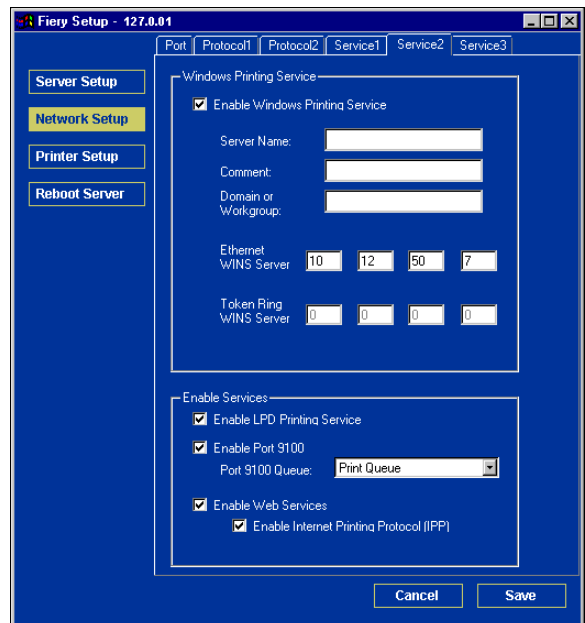 Fiery Setup - 127.0.01
Port Protocol1 Protocol2 Service1 Service2 Service3
Server Setup
Network Setup
Printer Setup
Reboot Server
Windows Printing Service
Enable Windows Printing Service
Server Name:
Comment:
Domain or
Workgroup:
Ethernet
WINS Server 10 12 50 7
Token Ring
WINS Server 0 0 0 0
Enable Services
Enable LPD Printing Service
Enable Port 9100
Port 9100 Queue: Print Queue
Enable Web Services
Enable Internet Printing Protocol (IPP)
Cancel Save